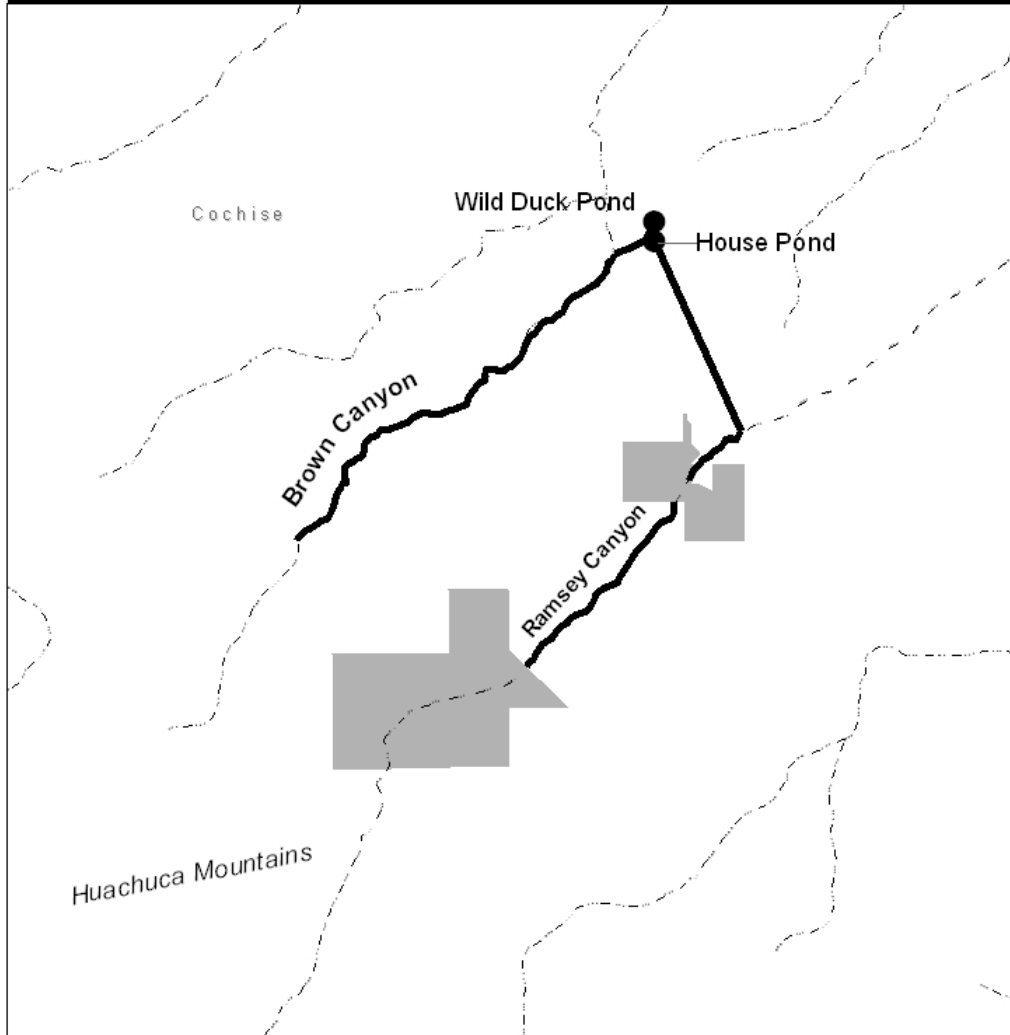 Wild Duck Pond
Cochise
House Pond
Brown Canyon
Ramsey Canyon
Huachuca Mountains